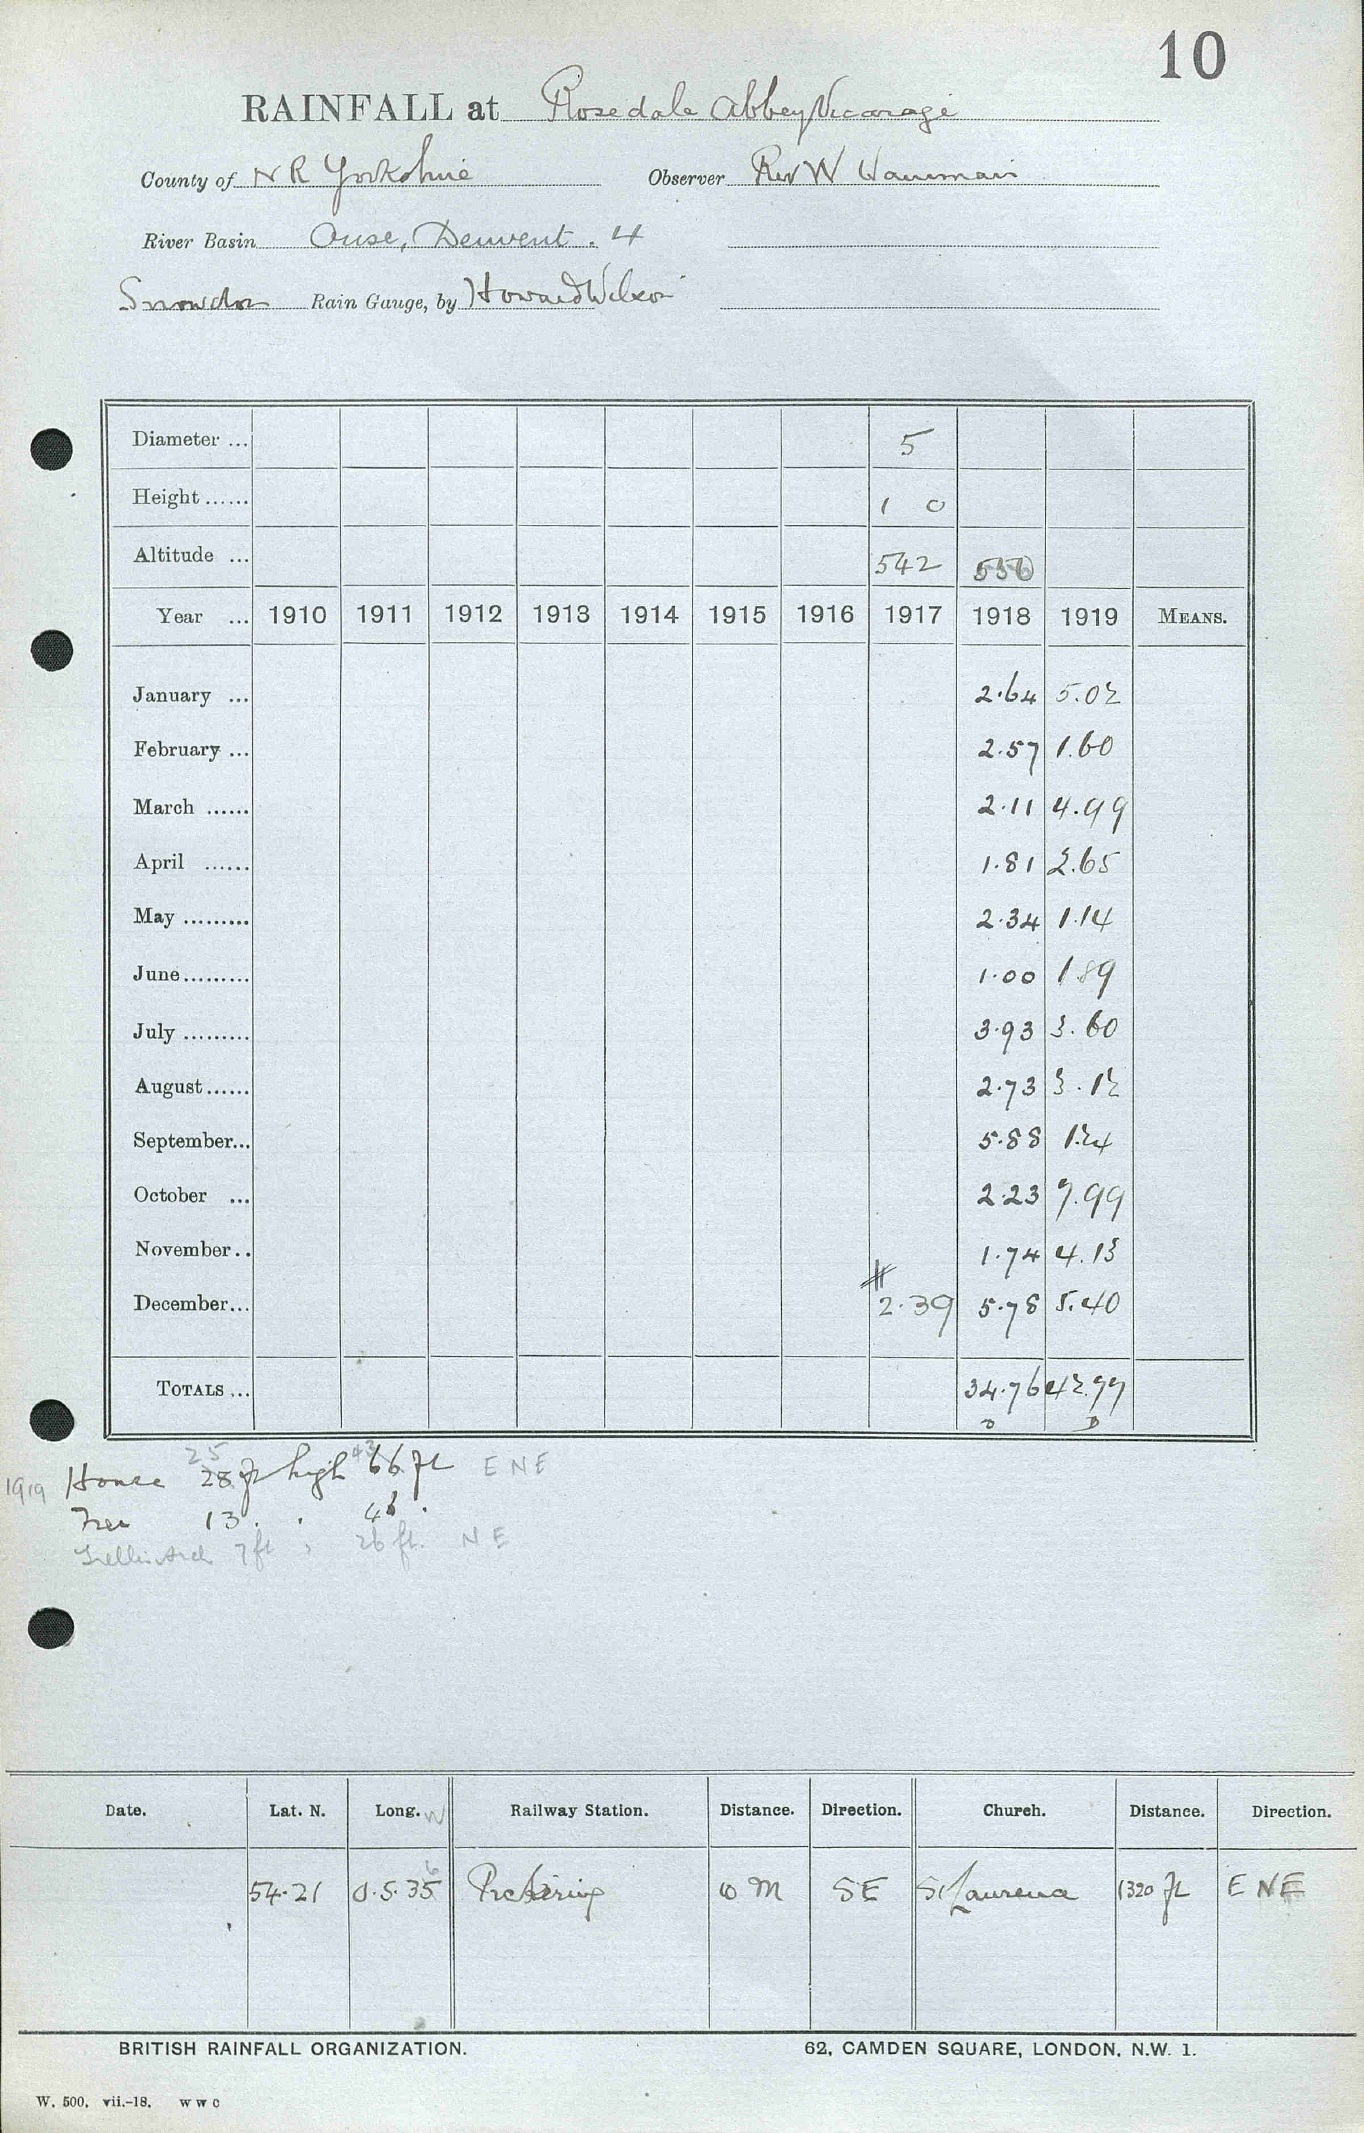 10
RAINFALL at Rosedale Abbey Vicarage
County of N R Yorkshire Observer Rev W
River Basin Ouse, Derwent. 4
Snowdon Rain Gauge, by Howard Wilson
Diameter ... 5
Height ...... 1 0
Altitude ... 542 536
Year ... 1910 1911 1912 1913 1914 1915 1916 1917 1918 1919 MEANS.
January ... 2.64 5.02
February ... 2.57 1.60
March ...... 2.11 4.99
April ...... 1.81 2.65
May ......... 2.34 1.14
June......... 1.00 1.89
July ......... 3.93 3.60
August...... 2.73 3.12
September... 5.88 1.24
October ... 2.23 7.99
November.. 1.74 4.13
December... 2.39 5.78 5.40
TOTALS ... 34.76 42.77
25 43
1919 House 28 ft high 66 ft E N E
Tree 13 . 46 .
Trellis Arch 7 ft , 26 ft. N E
Date. Lat. N. Long. W Railway Station. Distance. Direction. Church. Distance. Direction.
54.21 0.5.35 6 Pickering 10 M SE St Laurence 1320 ft E NE
BRITISH RAINFALL ORGANIZATION. 62, CAMDEN SQUARE, LONDON, N.W. 1.
W. 500. vii.-18. W W C